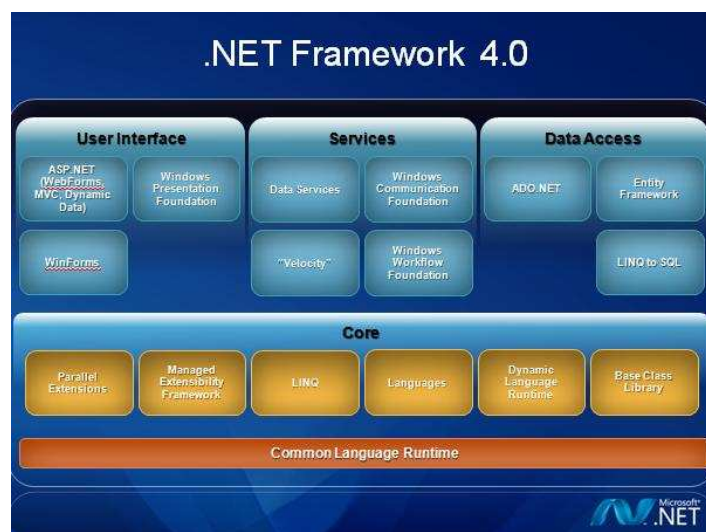 .NET Framework 4.0
User Interface
ASP.NET
(WebForms,
MVC, Dynamic
Data)
Windows
Presentation
Foundation
WinForms
Services
Data Services
Windows
Communication
Foundation
"Velocity"
Windows
Workflow
Foundation
Data Access
ADO.NET
Entity
Framework
LINQ to SQL
Core
Parallel
Extensions
Managed
Extensibility
Framework
LINQ
Languages
Dynamic
Language
Runtime
Base Class
Library
Common Language Runtime
Microsoft
.NET